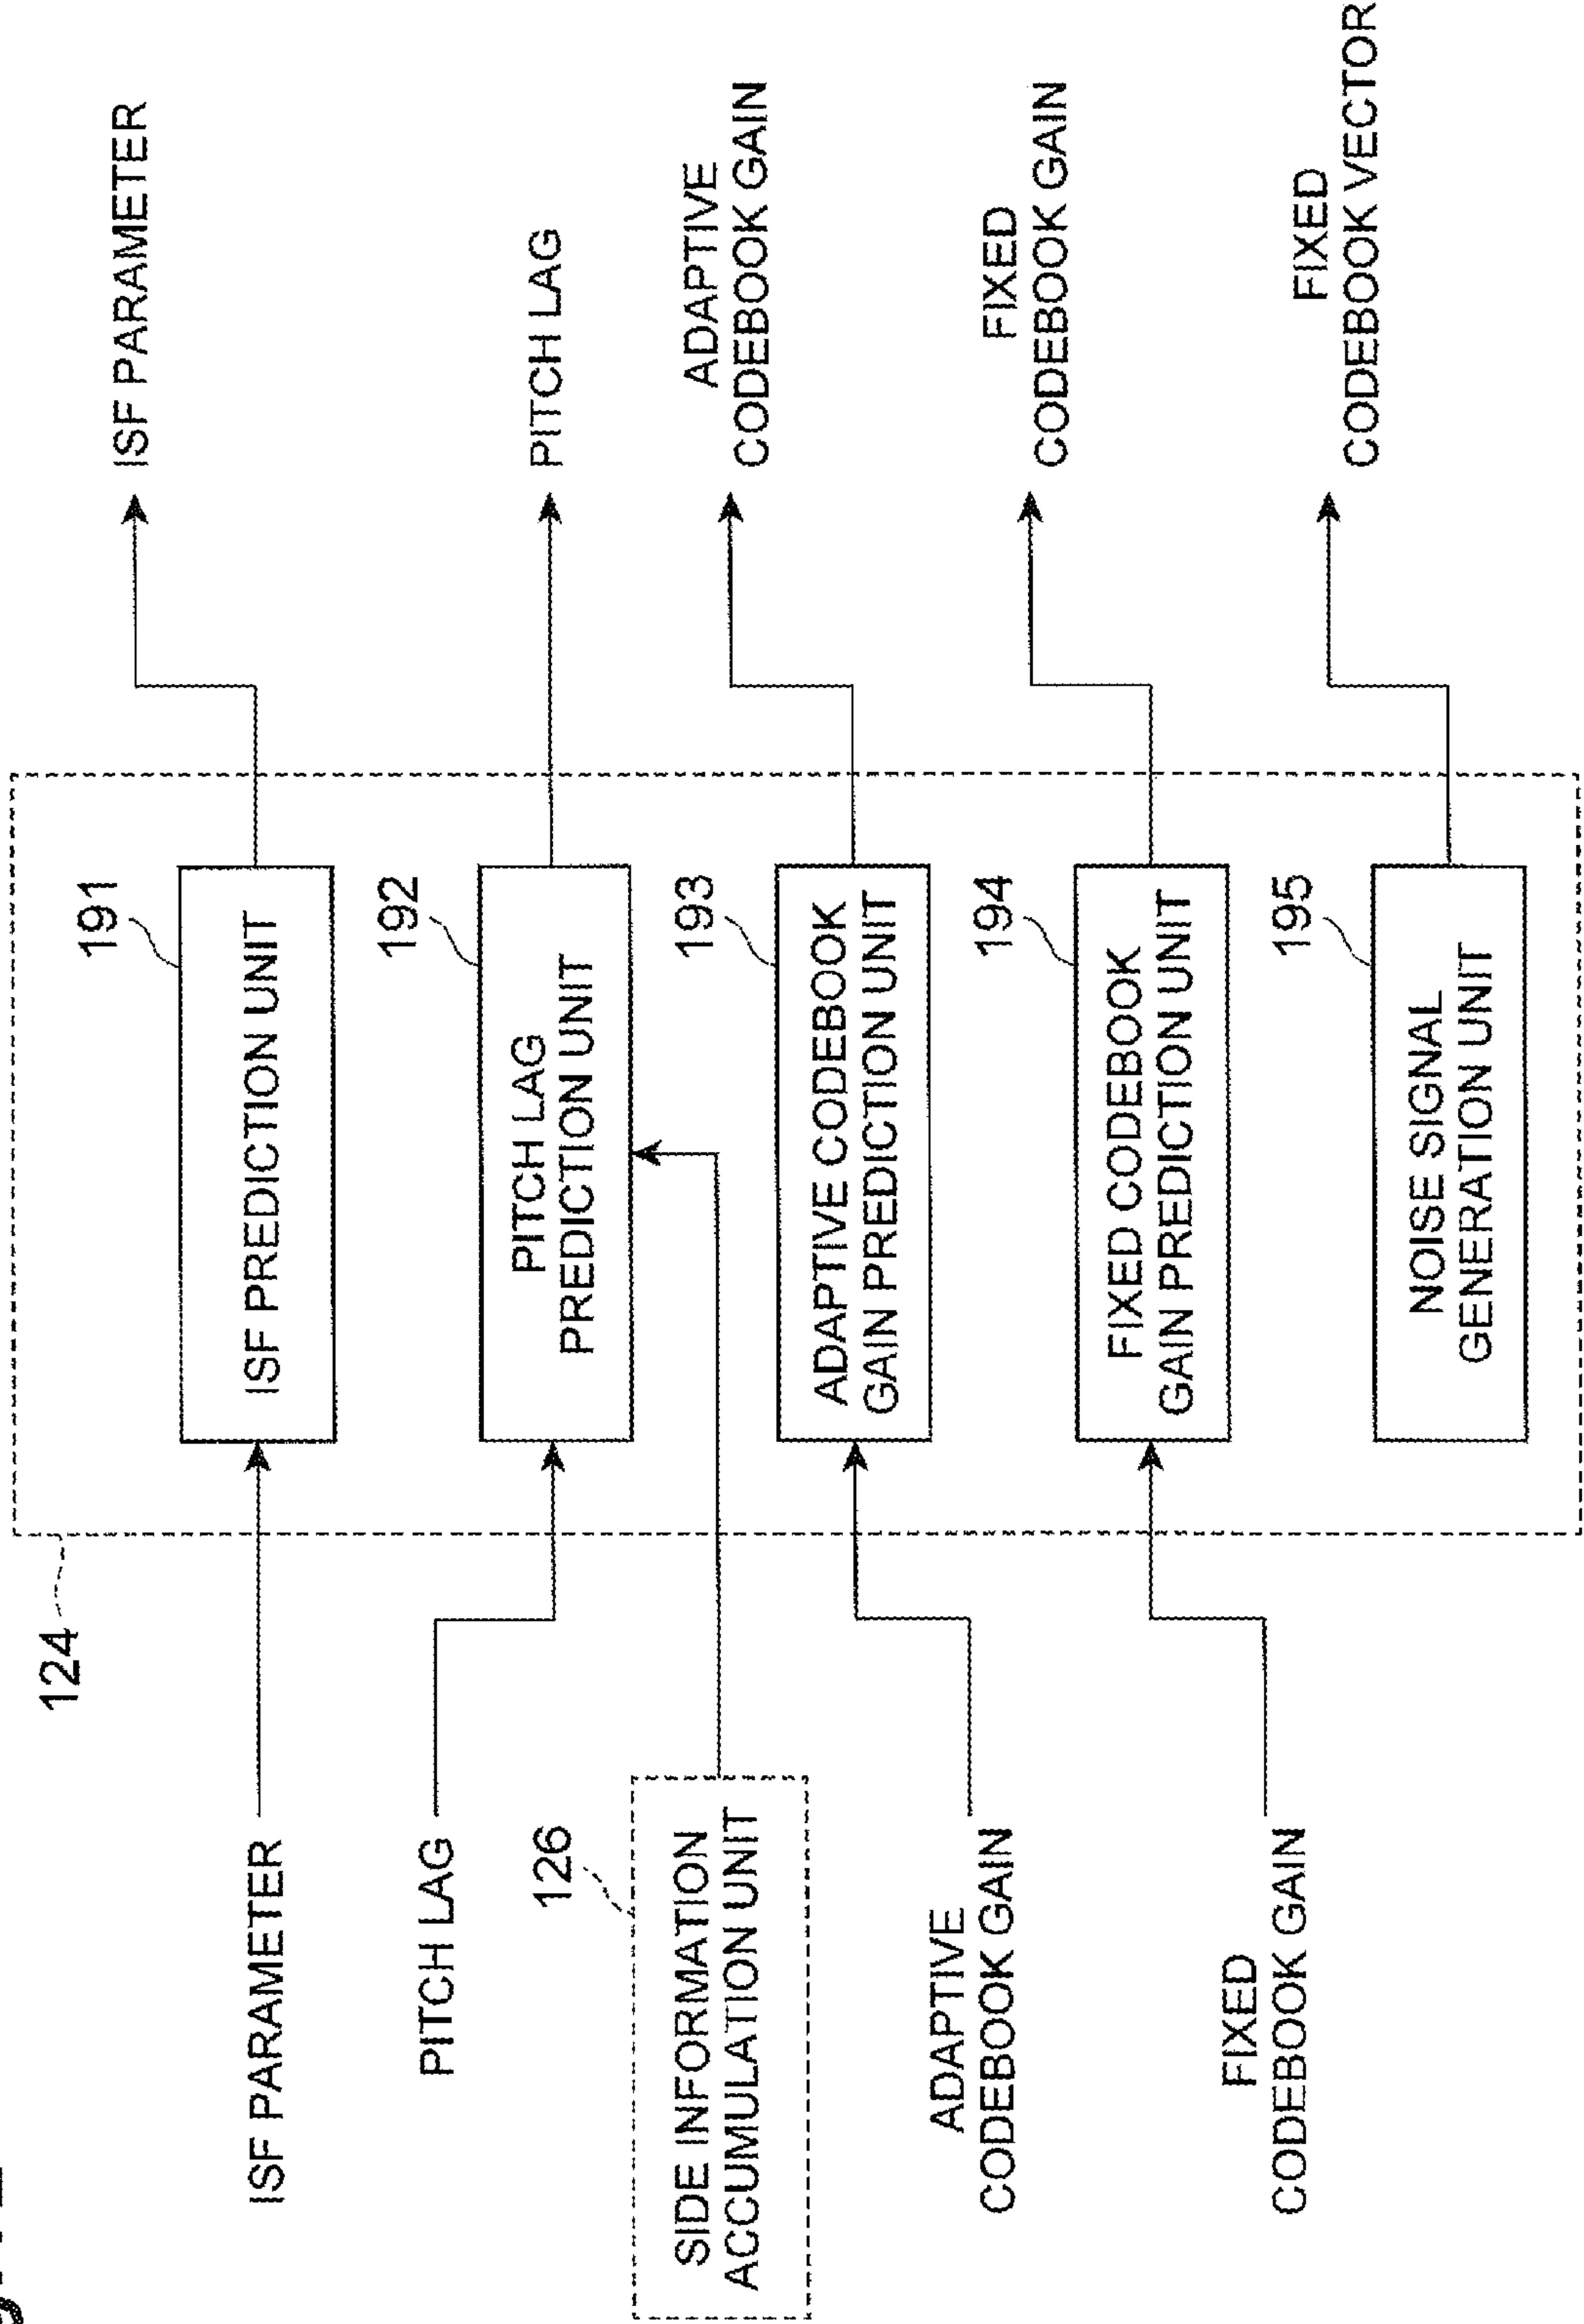 124
ISF PARAMETER
191
ISF PREDICTION UNIT
ISF PARAMETER
PITCH LAG
192
PITCH LAG
PREDICTION UNIT
PITCH LAG
126
SIDE INFORMATION
ACCUMULATION UNIT
193
ADAPTIVE CODEBOOK
GAIN PREDICTION UNIT
ADAPTIVE
CODEBOOK GAIN
ADAPTIVE
CODEBOOK GAIN
194
FIXED CODEBOOK
GAIN PREDICTION UNIT
FIXED
CODEBOOK GAIN
FIXED
CODEBOOK GAIN
195
NOISE SIGNAL
GENERATION UNIT
FIXED
CODEBOOK VECTOR